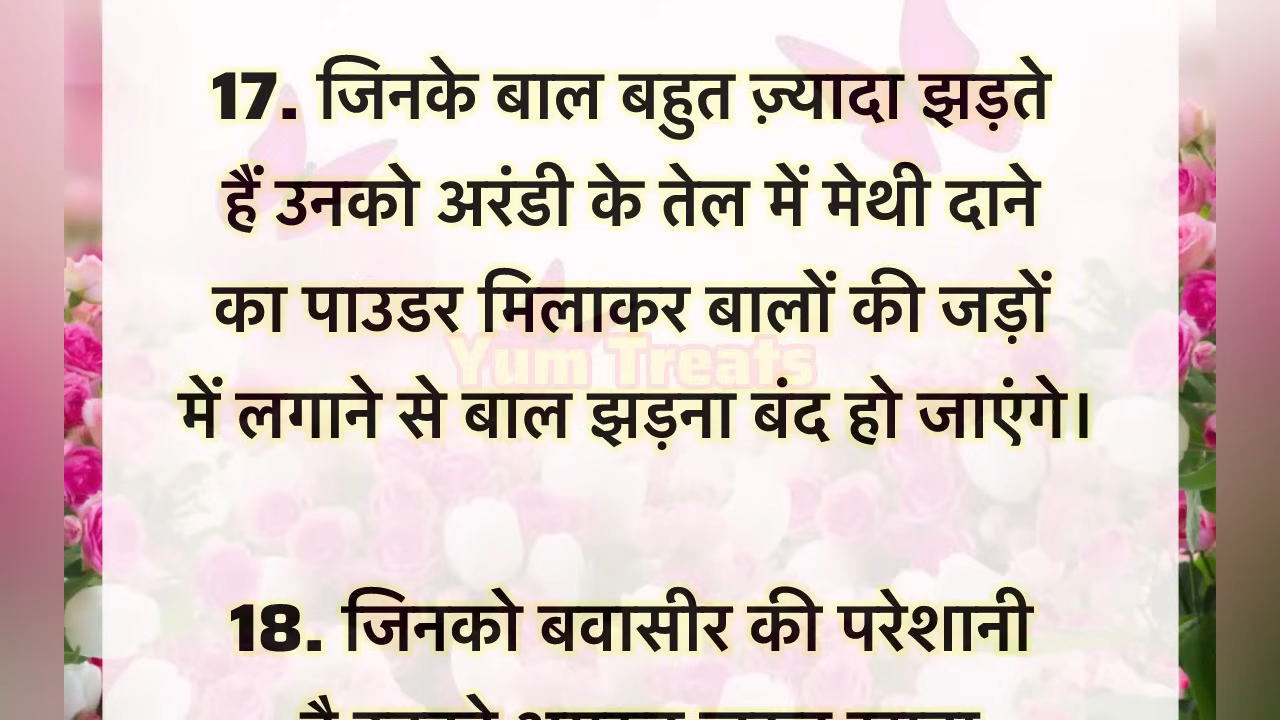 17. जिनके बाल बहुत ज़्यादा झड़ते
हैं उनको अरंडी के तेल में मेथी दाने
का पाउडर मिलाकर बालों की जड़ों
Yum Treats
में लगाने से बाल झड़ना बंद हो जाएंगे।
18. जिनको बवासीर की परेशानी